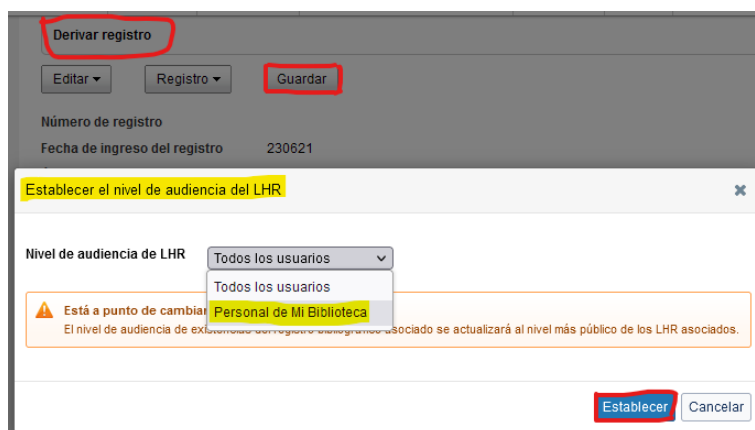 Derivar registro
Editar Registro Guardar
Número de registro
Fecha de ingreso del registro 230621
Establecer el nivel de audiencia del LHR
Nivel de audiencia de LHR Todos los usuarios
Todos los usuarios
Personal de Mi Biblioteca
Está a punto de cambiar
El nivel de audiencia de asociado se actualizará al nivel más público de los LHR asociados.
Establecer Cancelar